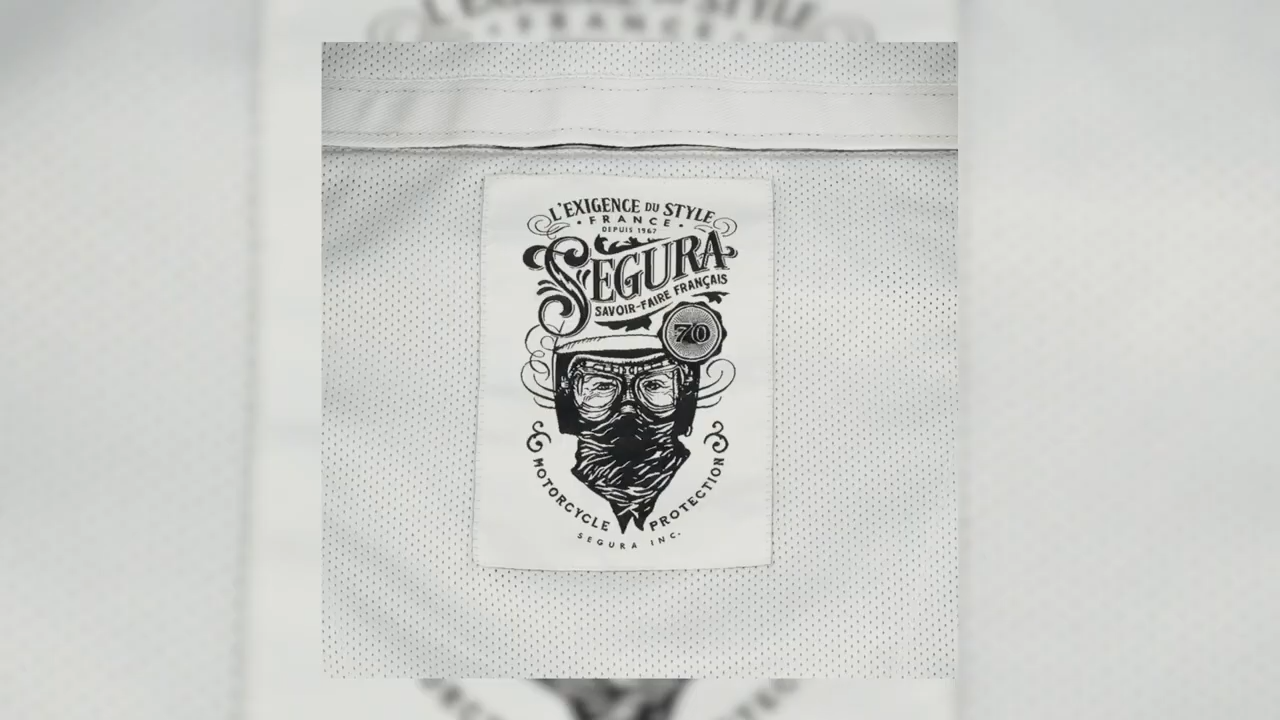 L'EXIGENCE DU STYLE
• FRANCE •
DEPUIS 1967
SEGURA
SAVOIR-FAIRE FRANÇAIS
70
MOTORCYCLE PROTECTION
SEGURA INC.